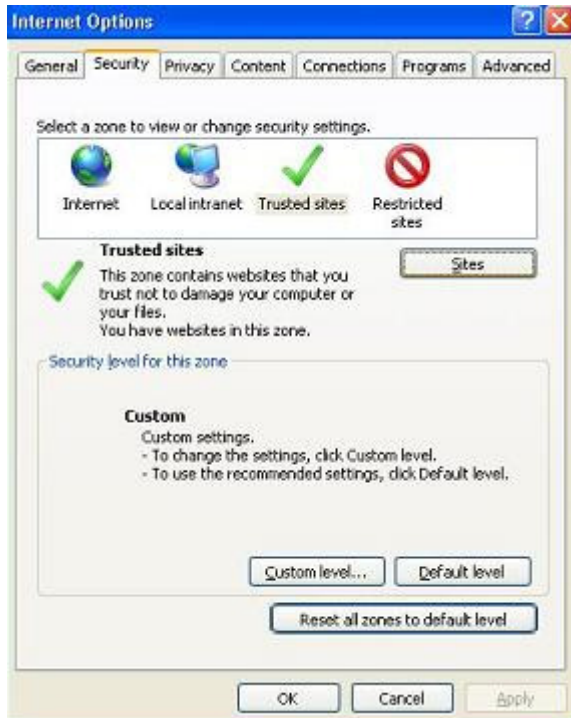 Internet Options
General Security Privacy Content Connections Programs Advanced
Select a zone to view or change security settings.
Internet Local intranet Trusted sites Restricted
sites
Trusted sites
Sites
This zone contains websites that you
trust not to damage your computer or
your files.
You have websites in this zone.
Security level for this zone
Custom
Custom settings.
- To change the settings, click Custom level.
- To use the recommended settings, click Default level.
Custom level... Default level
Reset all zones to default level
OK Cancel Apply